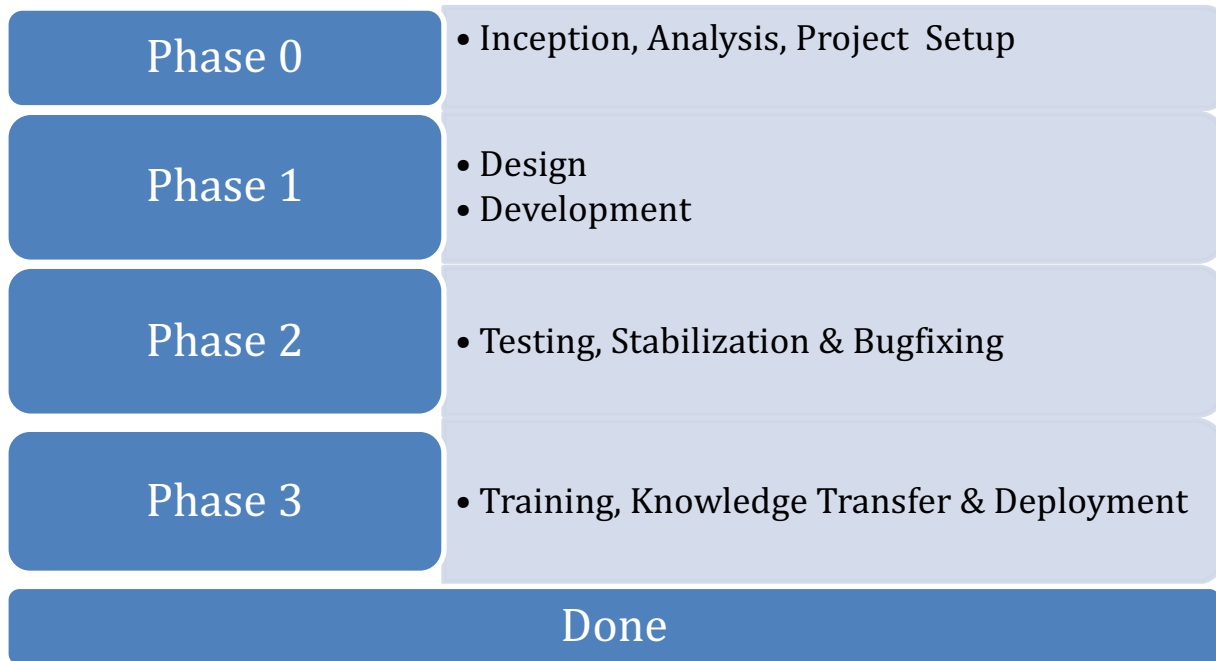 Phase 0
• Inception, Analysis, Project Setup
Phase 1
• Design
• Development
Phase 2
• Testing, Stabilization & Bugfixing
Phase 3
• Training, Knowledge Transfer & Deployment
Done